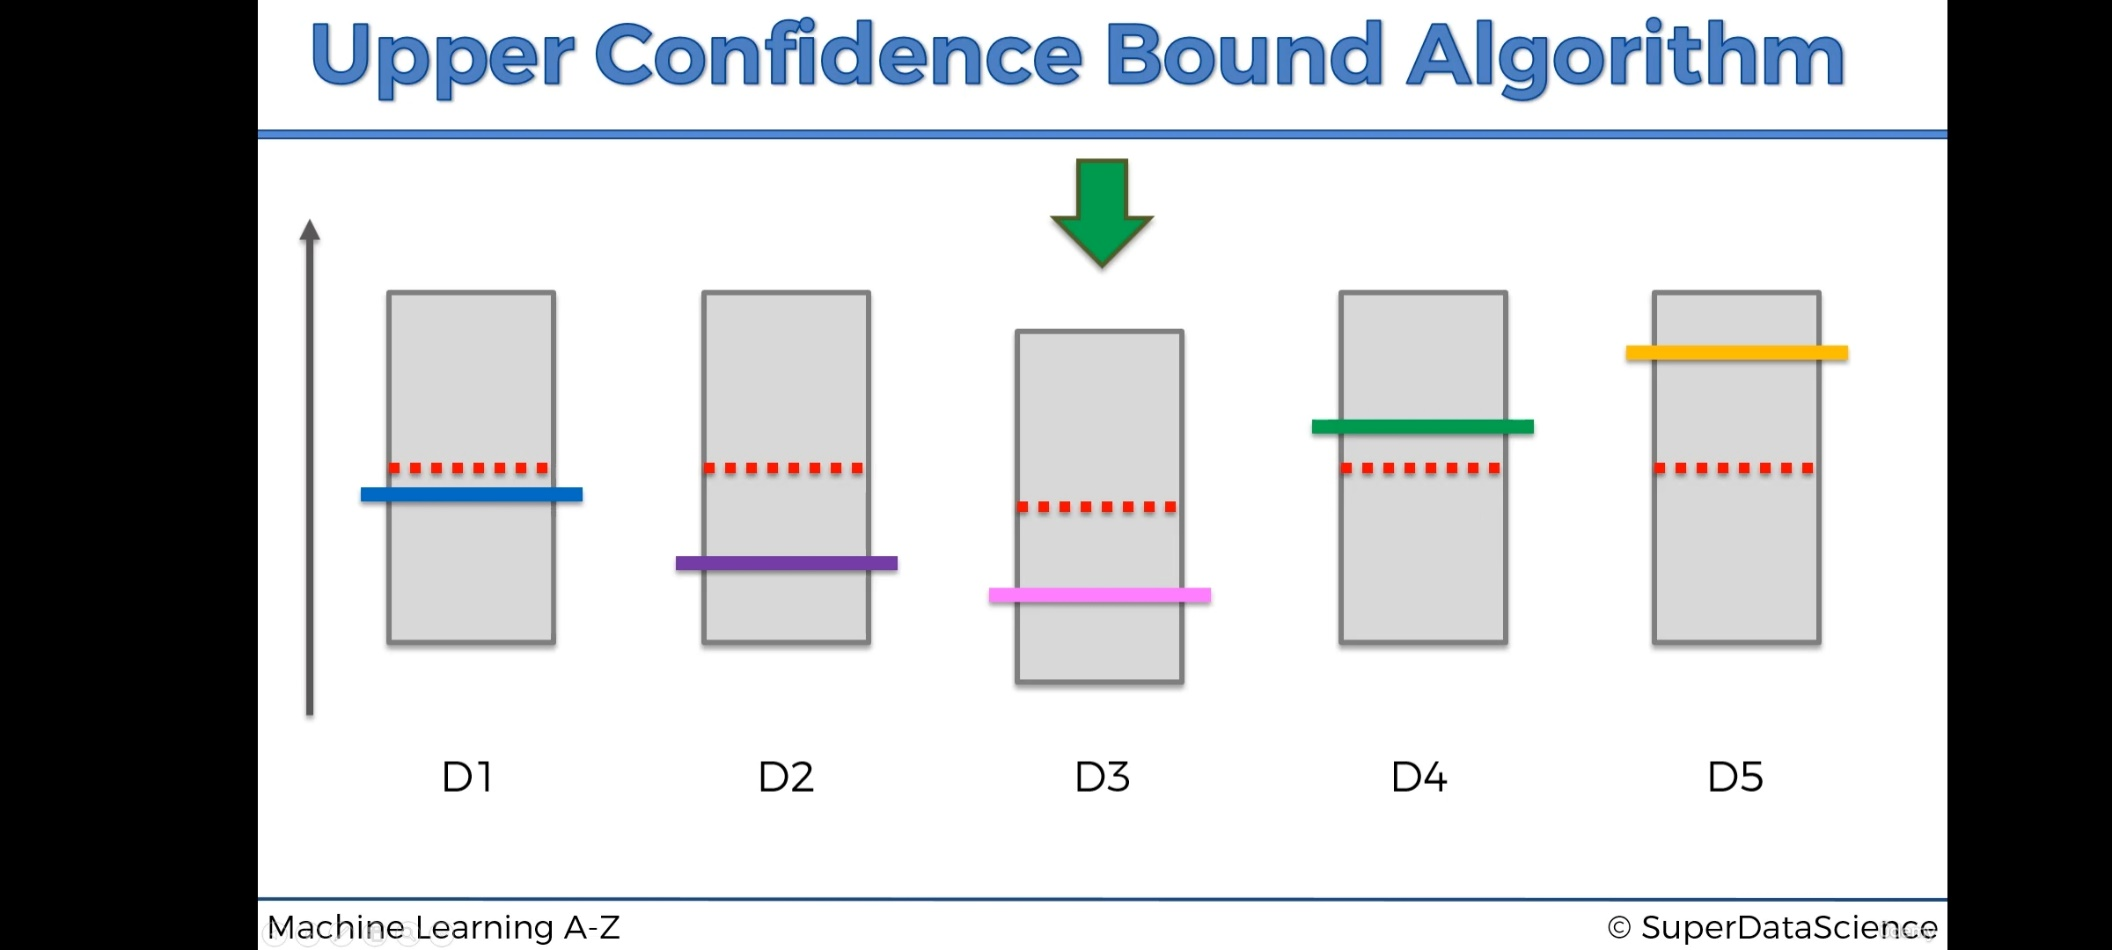 Upper Confidence Bound Algorithm
D1 D2 D3 D4 D5
Machine Learning A-Z
© SuperDataScience